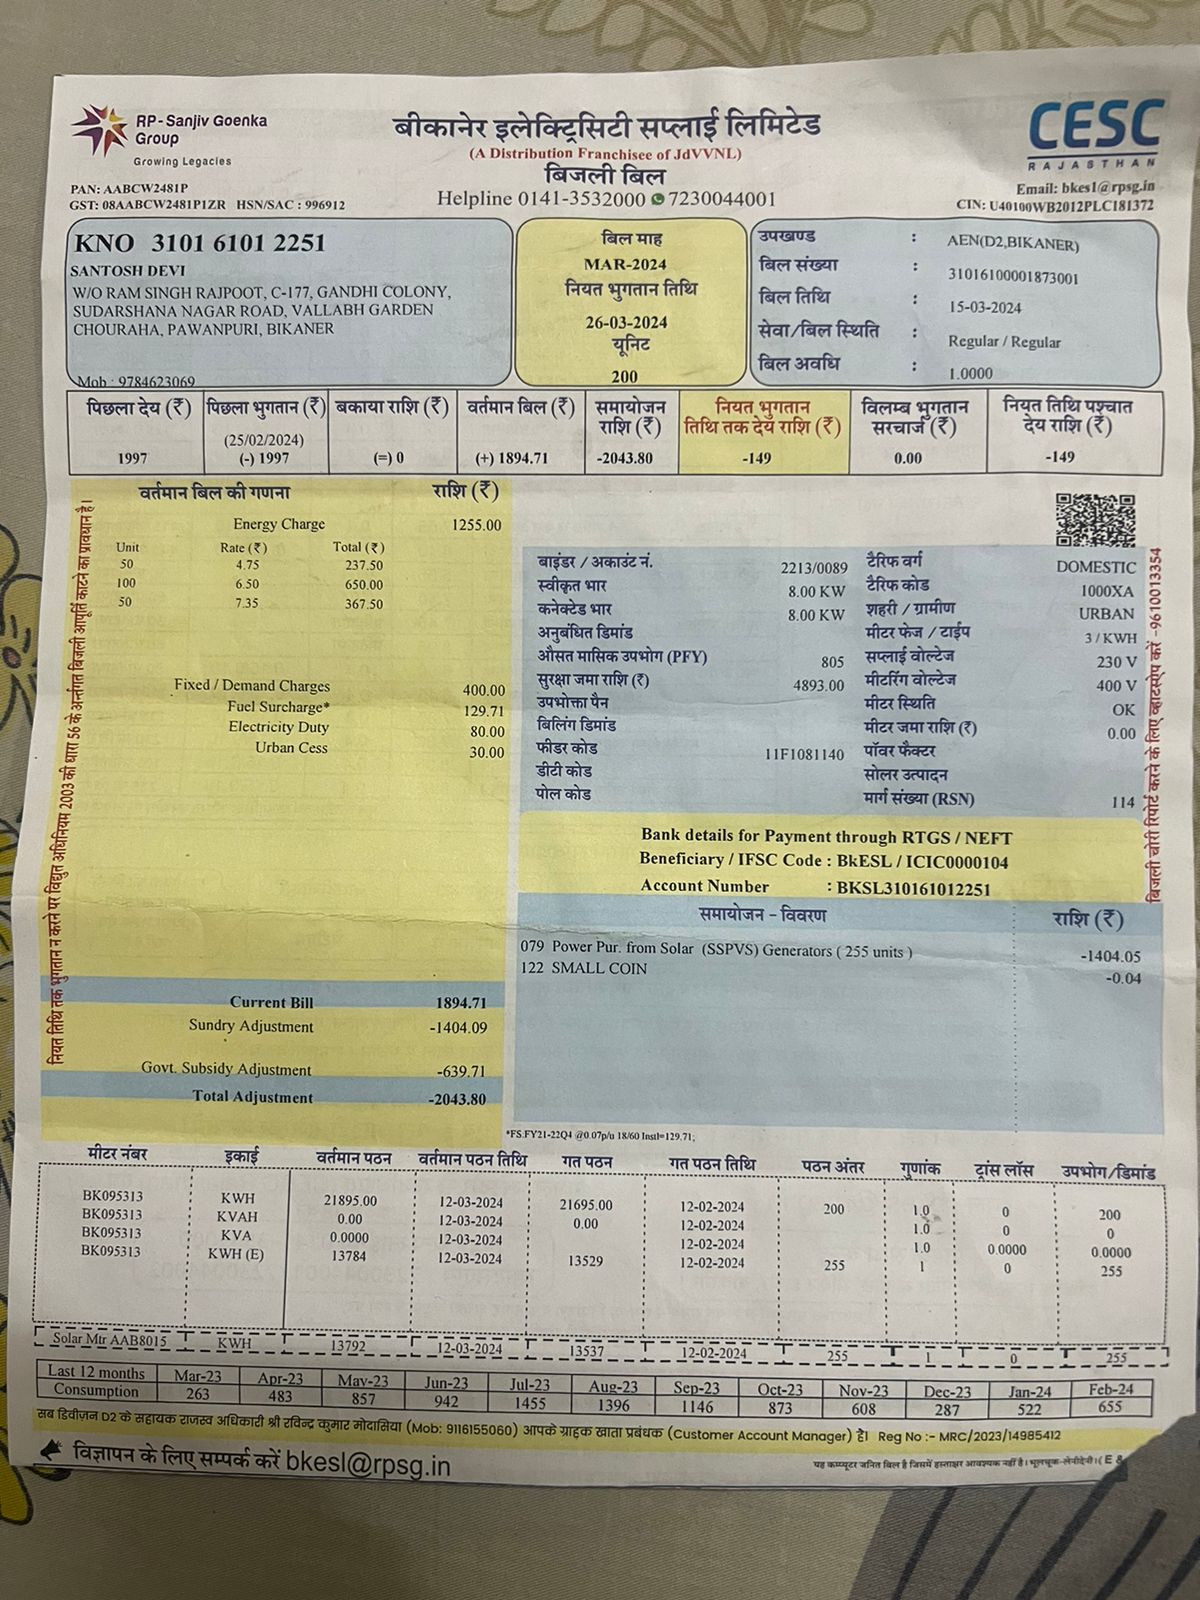 RP-Sanjiv Goenka
Group
Growing Legacies
बीकानेर इलेक्ट्रिसिटी सप्लाई लिमिटेड
(A Distribution Franchisee of JdVVNL)
बिजली बिल
Helpline 0141-3532000 7230044001
CESC
RAJASTHAN
PAN: AABCW2481P
GST: 08AABCW2481P1ZR HSN/SAC : 996912
Email: bkesl@rpsg.in
CIN: U40100WB2012PLC181372
KNO 3101 6101 2251
SANTOSH DEVI
W/O RAM SINGH RAJPOOT, C-177, GANDHI COLONY,
SUDARSHANA NAGAR ROAD, VALLABH GARDEN
CHOURAHA, PAWANPURI, BIKANER
Mob : 9784623069
बिल माह
MAR-2024
नियत भुगतान तिथि
26-03-2024
यूनिट
200
उपखण्ड : AEN(D2,BIKANER)
बिल संख्या : 31016100001873001
बिल तिथि : 15-03-2024
सेवा/बिल स्थिति : Regular / Regular
बिल अवधि : 1.0000
पिछला देय (₹) पिछला भुगतान (₹) बकाया राशि (₹) वर्तमान बिल (₹) समायोजन राशि (₹) नियत भुगतान तिथि तक देय राशि (₹) विलम्ब भुगतान सरचार्ज (₹) नियत तिथि पश्चात देय राशि (₹)
(25/02/2024)
1997 (-) 1997 (=) 0 (+) 1894.71 -2043.80 -149 0.00 -149
नियत तिथि तक भुगतान न करने पर विद्युत अधिनियम 2003 की धारा 56 के अर्न्तगत बिजली आपूर्ति काटने का प्रावधान है।
वर्तमान बिल की गणना राशि (₹)
Energy Charge 1255.00
Unit Rate (₹) Total (₹)
50 4.75 237.50
100 6.50 650.00
50 7.35 367.50
Fixed / Demand Charges 400.00
Fuel Surcharge* 129.71
Electricity Duty 80.00
Urban Cess 30.00
Current Bill 1894.71
Sundry Adjustment -1404.09
Govt. Subsidy Adjustment -639.71
Total Adjustment -2043.80
बाइंडर / अकाउंट नं. 2213/0089 टैरिफ वर्ग DOMESTIC
स्वीकृत भार 8.00 KW टैरिफ कोड 1000XA
कनेक्टेड भार 8.00 KW शहरी / ग्रामीण URBAN
अनुबंधित डिमांड मीटर फेज / टाईप 3 / KWH
औसत मासिक उपभोग (PFY) 805 सप्लाई वोल्टेज 230 V
सुरक्षा जमा राशि (₹) 4893.00 मीटरिंग वोल्टेज 400 V
उपभोक्ता पैन मीटर स्थिति OK
बिलिंग डिमांड मीटर जमा राशि (₹) 0.00
फीडर कोड 11F1081140 पॉवर फैक्टर
डीटी कोड सोलर उत्पादन
पोल कोड मार्ग संख्या (RSN) 114
बिजली चोरी रिपोर्ट करने के लिए व्हाट्सऐप करें -9610013354
Bank details for Payment through RTGS / NEFT
Beneficiary / IFSC Code : BkESL / ICIC0000104
Account Number : BKSL310161012251
समायोजन - विवरण राशि (₹)
079 Power Pur. from Solar (SSPVS) Generators ( 255 units ) -1404.05
122 SMALL COIN -0.04
*FS.FY21-22Q4 @0.07p/u 18/60 Instl=129.71;
मीटर नंबर इकाई वर्तमान पठन वर्तमान पठन तिथि गत पठन गत पठन तिथि पठन अंतर गुणांक ट्रांस लॉस उपभोग/डिमांड
BK095313 KWH 21895.00 12-03-2024 21695.00 12-02-2024 200 1.0 0 200
BK095313 KVAH 0.00 12-03-2024 0.00 12-02-2024 1.0 0 0
BK095313 KVA 0.0000 12-03-2024 12-02-2024 1.0 0.0000 0.0000
BK095313 KWH (E) 13784 12-03-2024 13529 12-02-2024 255 1 0 255
Solar Mtr AAB8015 KWH 13792 12-03-2024 13537 12-02-2024 255 1 0 255
Last 12 months Mar-23 Apr-23 May-23 Jun-23 Jul-23 Aug-23 Sep-23 Oct-23 Nov-23 Dec-23 Jan-24 Feb-24
Consumption 263 483 857 942 1455 1396 1146 873 608 287 522 655
सब डिवीज़न D2 के सहायक राजस्व अधिकारी श्री रविन्द्र कुमार मोदासिया (Mob: 9116155060) आपके ग्राहक खाता प्रबंधक (Customer Account Manager) है। Reg No :- MRC/2023/14985412
विज्ञापन के लिए सम्पर्क करें bkesl@rpsg.in
यह कम्प्यूटर जनित बिल है जिसमें हस्ताक्षर आवश्यक नहीं है। भूलचूक-लेनीदेनी। ( E &